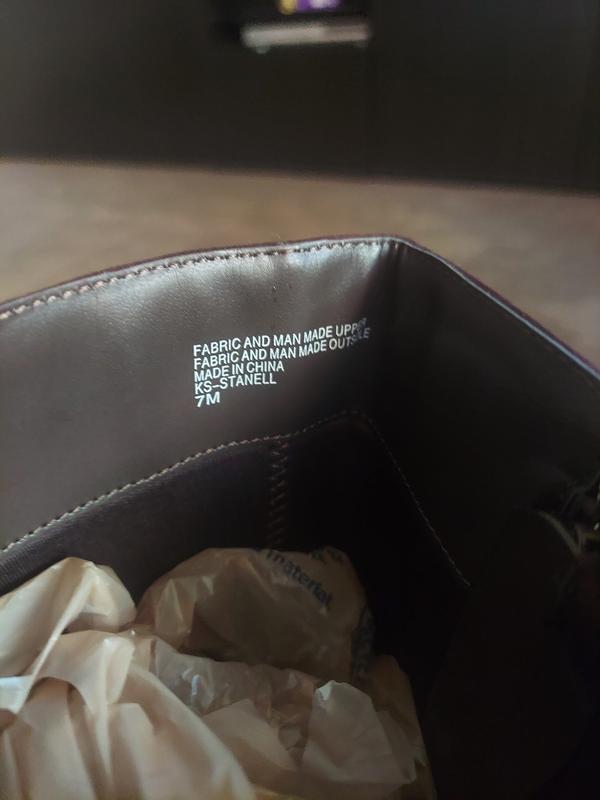 FABRIC AND MAN MADE UPPER
FABRIC AND MAN MADE OUTSOLE
MADE IN CHINA
KS-STANELL
7M
material